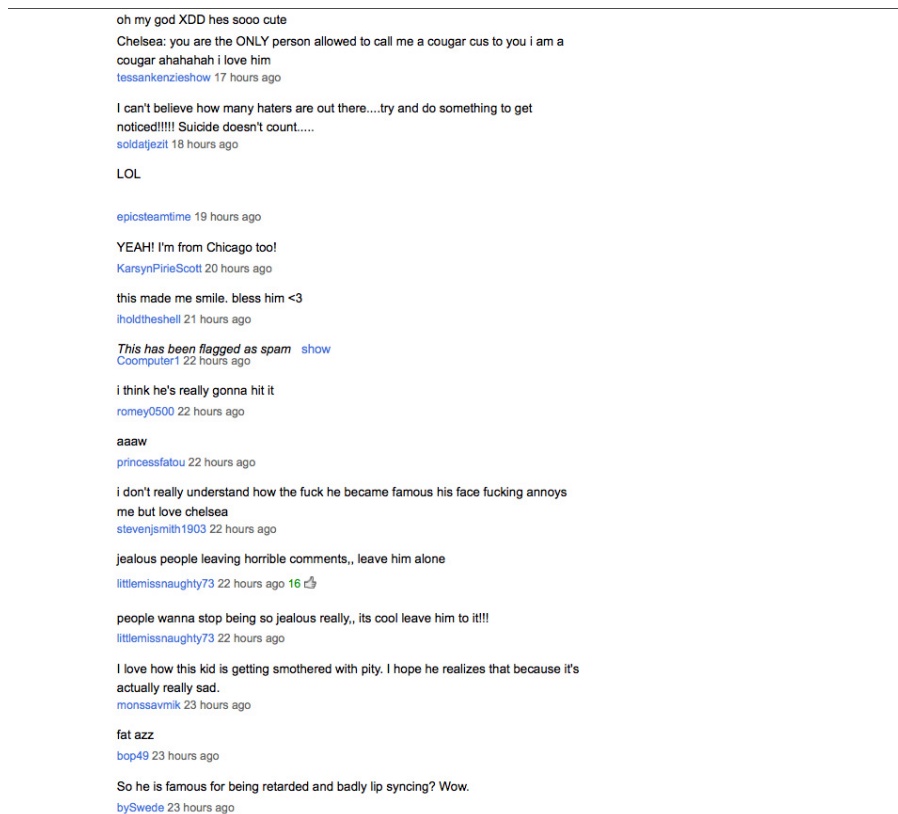 oh my god XDD hes sooo cute
Chelsea: you are the ONLY person allowed to call me a cougar cus to you i am a
cougar ahahahah i love him
tessankenzieshow 17 hours ago
I can't believe how many haters are out there....try and do something to get
noticed!!!!! Suicide doesn't count.....
soldatjezit 18 hours ago
LOL
epicsteamtime 19 hours ago
YEAH! I'm from Chicago too!
KarsynPirieScott 20 hours ago
this made me smile. bless him <3
iholdtheshell 21 hours ago
This has been flagged as spam show
Coomputer1 22 hours ago
i think he's really gonna hit it
romey0500 22 hours ago
aaaw
princessfatou 22 hours ago
i don't really understand how the fuck he became famous his face fucking annoys
me but love chelsea
stevenjsmith1903 22 hours ago
jealous people leaving horrible comments,, leave him alone
littlemissnaughty73 22 hours ago 16
people wanna stop being so jealous really,, its cool leave him to it!!!
littlemissnaughty73 22 hours ago
I love how this kid is getting smothered with pity. I hope he realizes that because it's
actually really sad.
monssavmik 23 hours ago
fat azz
bop49 23 hours ago
So he is famous for being retarded and badly lip syncing? Wow.
bySwede 23 hours ago